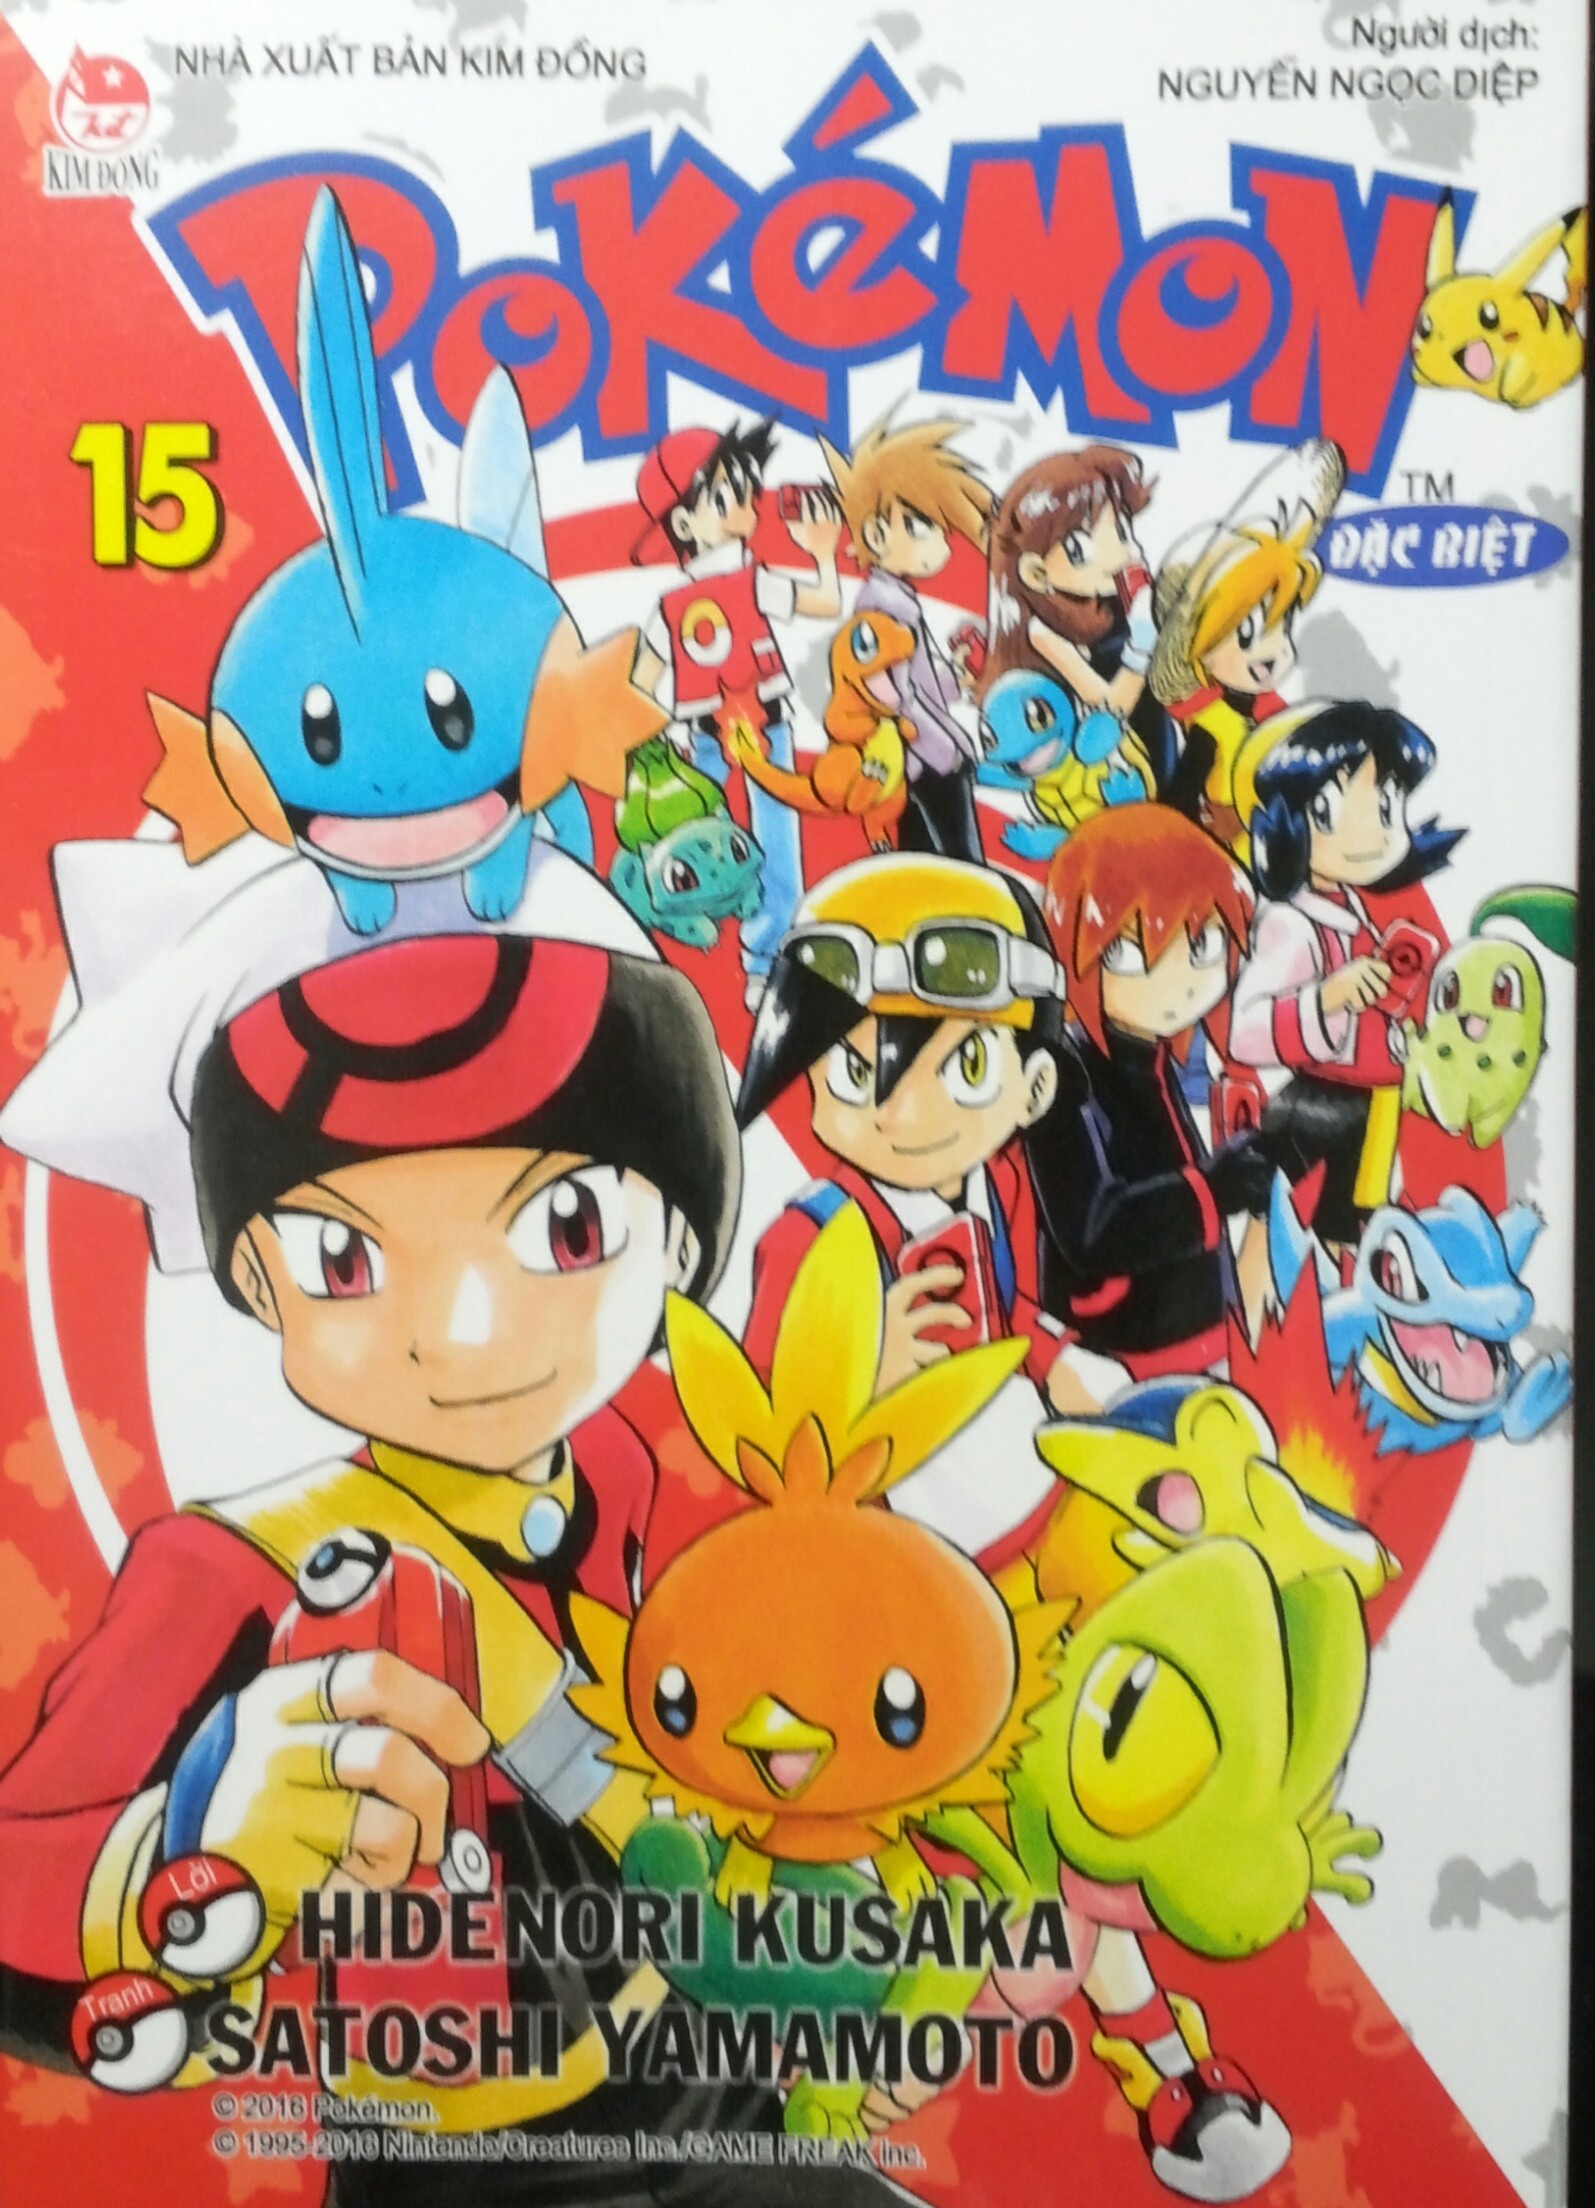 NHÀ XUẤT BẢN KIM ĐỒNG
Người dịch:
NGUYỄN NGỌC DIỆP
Kết
KIM ĐỒNG
POKéMON
TM
ĐẶC BIỆT
15
Lời
HIDENORI KUSAKA
Tranh
SATOSHI YAMAMOTO
© 2016 Pokémon.
© 1995-2016 Nintendo/Creatures Inc./GAME FREAK Inc.